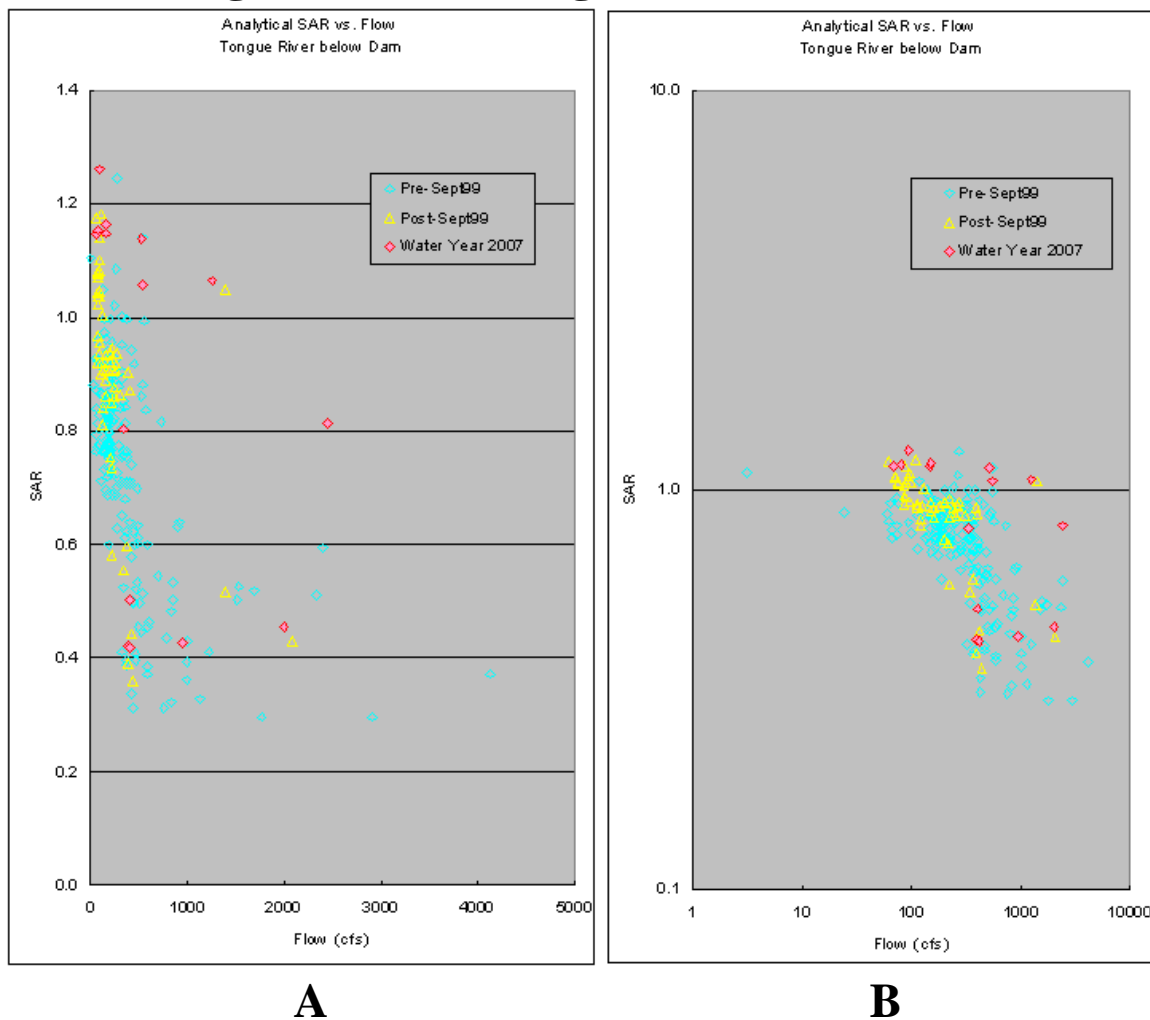 Analytical SAR vs. Flow
Tongue River below Dam
1.4
1.2
1.0
0.8
0.6
0.4
0.2
0.0
SAR
Pre-Sept99
Post-Sept99
Water Year 2007
0 1000 2000 3000 4000 5000
Flow (cfs)
A
Analytical SAR vs. Flow
Tongue River below Dam
10.0
1.0
0.1
SAR
Pre-Sept99
Post-Sept99
Water Year 2007
1 10 100 1000 10000
Flow (cfs)
B